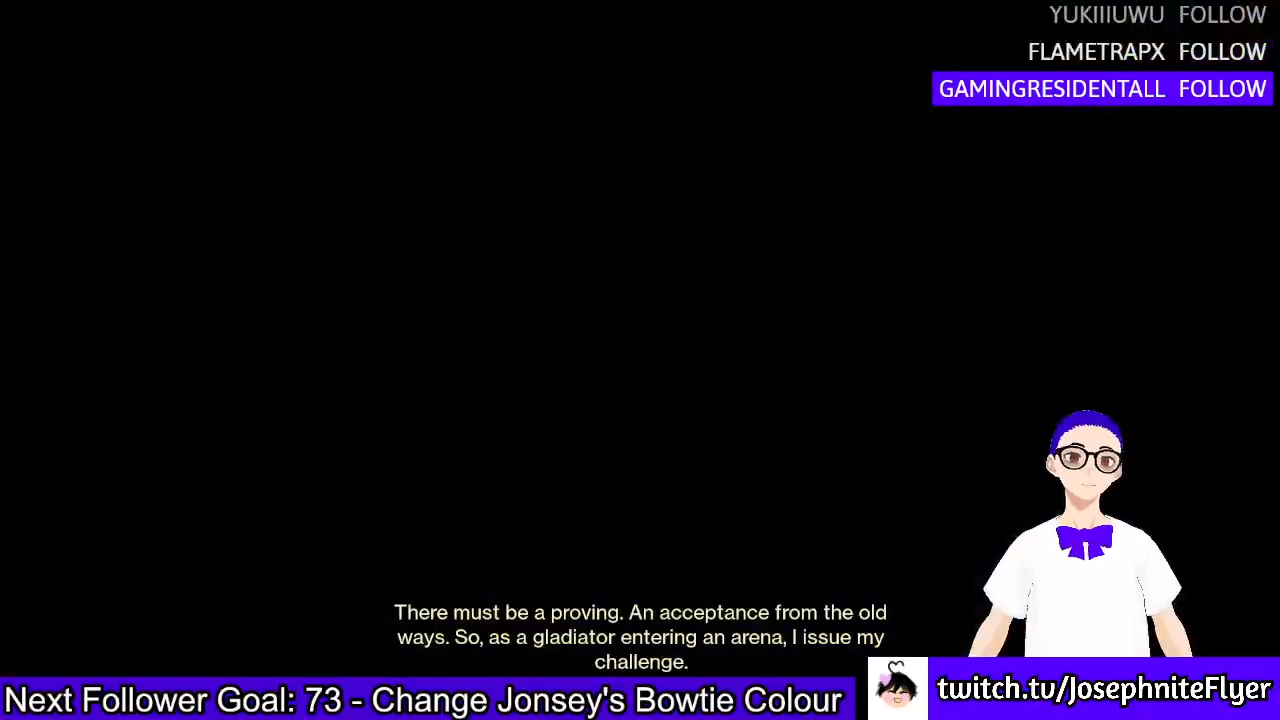 YUKIIIUWU FOLLOW
FLAMETRAPX FOLLOW
GAMINGRESIDENTALL FOLLOW
There must be a proving. An acceptance from the old
ways. So, as a gladiator entering an arena, I issue my
challenge.
Next Follower Goal: 73 - Change Jonsey's Bowtie Colour
twitch.tv/JosephniteFlyer